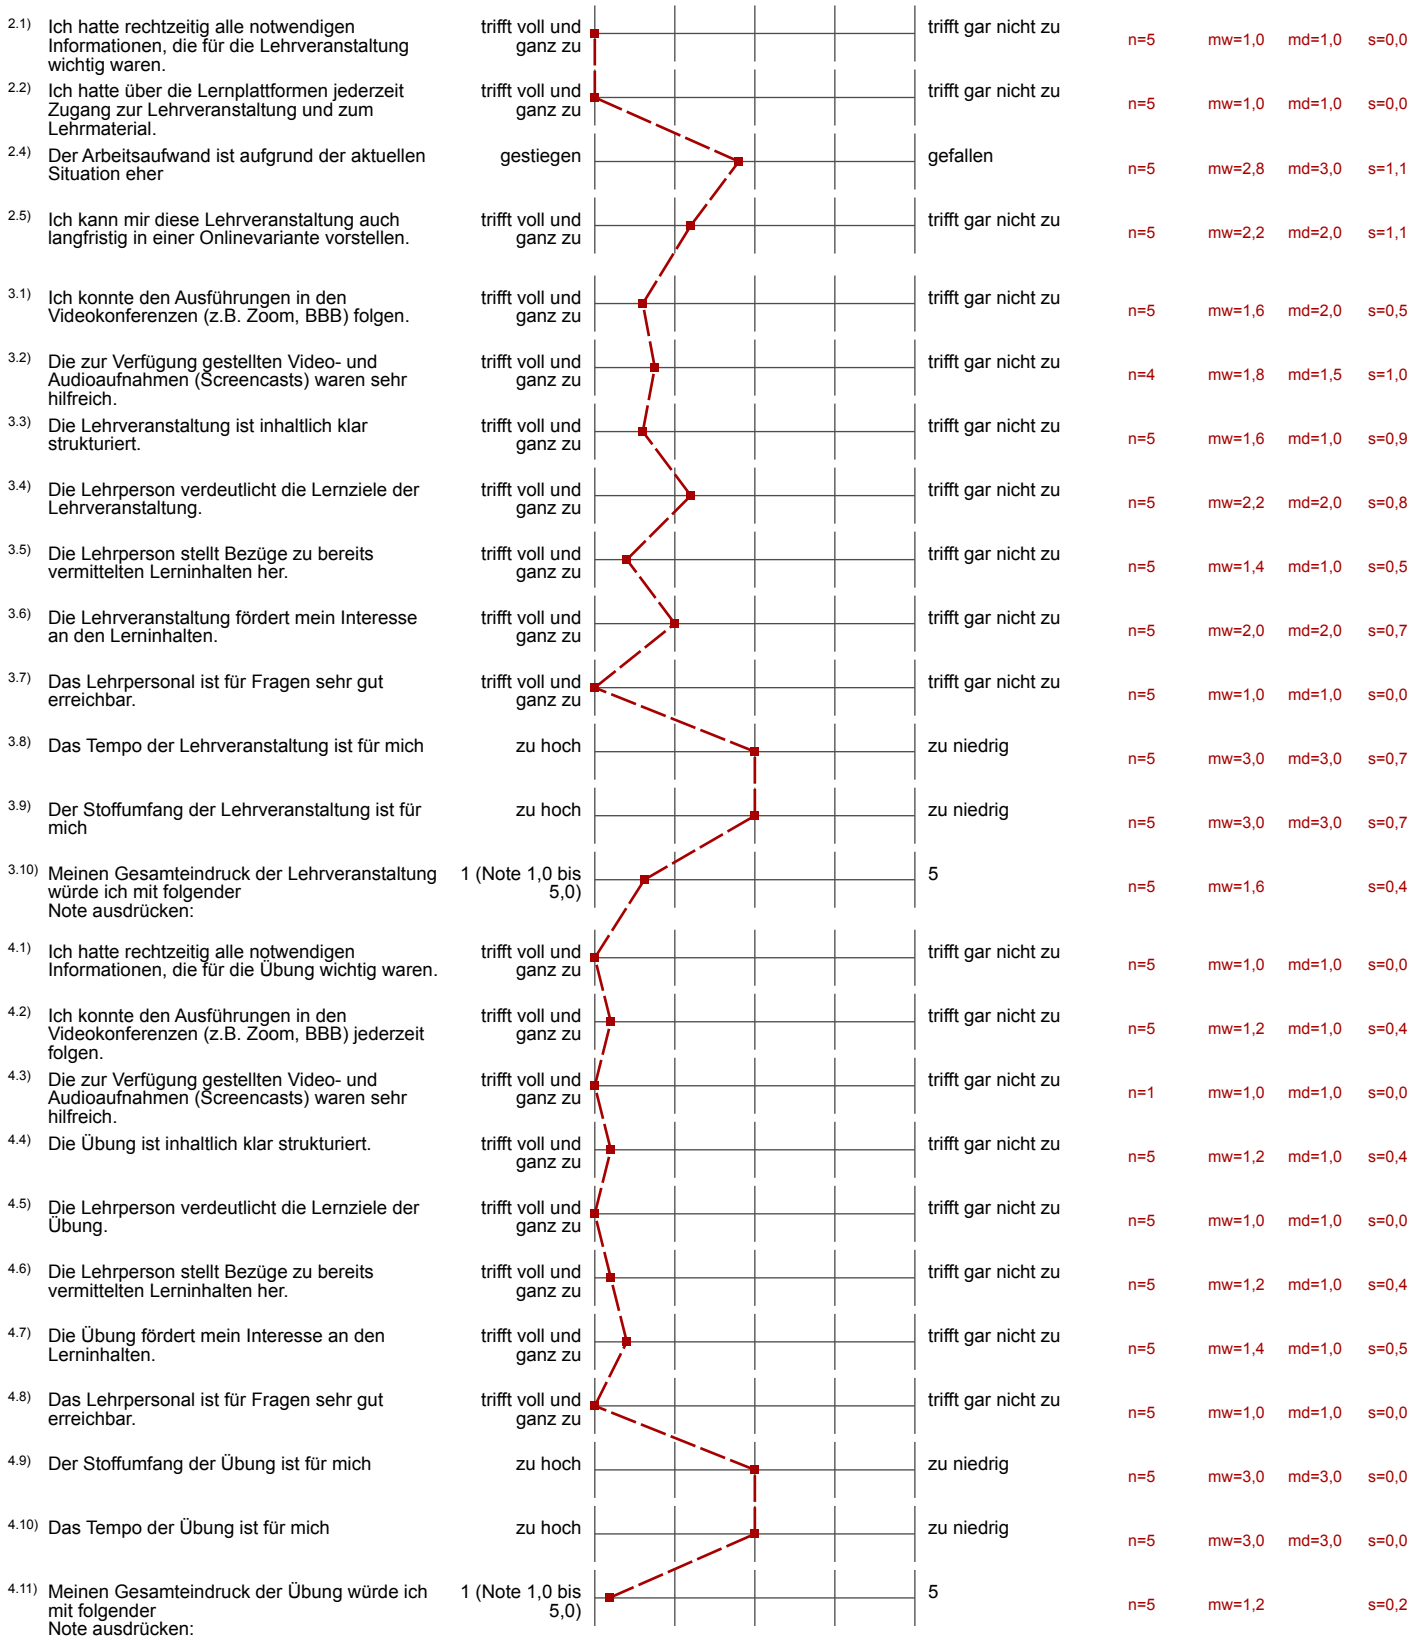 2.1) Ich hatte rechtzeitig alle notwendigen
Informationen, die für die Lehrveranstaltung
wichtig waren.
trifft voll und
ganz zu
trifft gar nicht zu
n=5 mw=1,0 md=1,0 s=0,0
2.2) Ich hatte über die Lernplattformen jederzeit
Zugang zur Lehrveranstaltung und zum
Lehrmaterial.
trifft voll und
ganz zu
trifft gar nicht zu
n=5 mw=1,0 md=1,0 s=0,0
2.4) Der Arbeitsaufwand ist aufgrund der aktuellen
Situation eher
gestiegen
gefallen
n=5 mw=2,8 md=3,0 s=1,1
2.5) Ich kann mir diese Lehrveranstaltung auch
langfristig in einer Onlinevariante vorstellen.
trifft voll und
ganz zu
trifft gar nicht zu
n=5 mw=2,2 md=2,0 s=1,1
3.1) Ich konnte den Ausführungen in den
Videokonferenzen (z.B. Zoom, BBB) folgen.
trifft voll und
ganz zu
trifft gar nicht zu
n=5 mw=1,6 md=2,0 s=0,5
3.2) Die zur Verfügung gestellten Video- und
Audioaufnahmen (Screencasts) waren sehr
hilfreich.
trifft voll und
ganz zu
trifft gar nicht zu
n=4 mw=1,8 md=1,5 s=1,0
3.3) Die Lehrveranstaltung ist inhaltlich klar
strukturiert.
trifft voll und
ganz zu
trifft gar nicht zu
n=5 mw=1,6 md=1,0 s=0,9
3.4) Die Lehrperson verdeutlicht die Lernziele der
Lehrveranstaltung.
trifft voll und
ganz zu
trifft gar nicht zu
n=5 mw=2,2 md=2,0 s=0,8
3.5) Die Lehrperson stellt Bezüge zu bereits
vermittelten Lerninhalten her.
trifft voll und
ganz zu
trifft gar nicht zu
n=5 mw=1,4 md=1,0 s=0,5
3.6) Die Lehrveranstaltung fördert mein Interesse
an den Lerninhalten.
trifft voll und
ganz zu
trifft gar nicht zu
n=5 mw=2,0 md=2,0 s=0,7
3.7) Das Lehrpersonal ist für Fragen sehr gut
erreichbar.
trifft voll und
ganz zu
trifft gar nicht zu
n=5 mw=1,0 md=1,0 s=0,0
3.8) Das Tempo der Lehrveranstaltung ist für mich
zu hoch
zu niedrig
n=5 mw=3,0 md=3,0 s=0,7
3.9) Der Stoffumfang der Lehrveranstaltung ist für
mich
zu hoch
zu niedrig
n=5 mw=3,0 md=3,0 s=0,7
3.10) Meinen Gesamteindruck der Lehrveranstaltung
würde ich mit folgender
Note ausdrücken:
1 (Note 1,0 bis
5,0)
5
n=5 mw=1,6 s=0,4
4.1) Ich hatte rechtzeitig alle notwendigen
Informationen, die für die Übung wichtig waren.
trifft voll und
ganz zu
trifft gar nicht zu
n=5 mw=1,0 md=1,0 s=0,0
4.2) Ich konnte den Ausführungen in den
Videokonferenzen (z.B. Zoom, BBB) jederzeit
folgen.
trifft voll und
ganz zu
trifft gar nicht zu
n=5 mw=1,2 md=1,0 s=0,4
4.3) Die zur Verfügung gestellten Video- und
Audioaufnahmen (Screencasts) waren sehr
hilfreich.
trifft voll und
ganz zu
trifft gar nicht zu
n=1 mw=1,0 md=1,0 s=0,0
4.4) Die Übung ist inhaltlich klar strukturiert.
trifft voll und
ganz zu
trifft gar nicht zu
n=5 mw=1,2 md=1,0 s=0,4
4.5) Die Lehrperson verdeutlicht die Lernziele der
Übung.
trifft voll und
ganz zu
trifft gar nicht zu
n=5 mw=1,0 md=1,0 s=0,0
4.6) Die Lehrperson stellt Bezüge zu bereits
vermittelten Lerninhalten her.
trifft voll und
ganz zu
trifft gar nicht zu
n=5 mw=1,2 md=1,0 s=0,4
4.7) Die Übung fördert mein Interesse an den
Lerninhalten.
trifft voll und
ganz zu
trifft gar nicht zu
n=5 mw=1,4 md=1,0 s=0,5
4.8) Das Lehrpersonal ist für Fragen sehr gut
erreichbar.
trifft voll und
ganz zu
trifft gar nicht zu
n=5 mw=1,0 md=1,0 s=0,0
4.9) Der Stoffumfang der Übung ist für mich
zu hoch
zu niedrig
n=5 mw=3,0 md=3,0 s=0,0
4.10) Das Tempo der Übung ist für mich
zu hoch
zu niedrig
n=5 mw=3,0 md=3,0 s=0,0
4.11) Meinen Gesamteindruck der Übung würde ich
mit folgender
Note ausdrücken:
1 (Note 1,0 bis
5,0)
5
n=5 mw=1,2 s=0,2